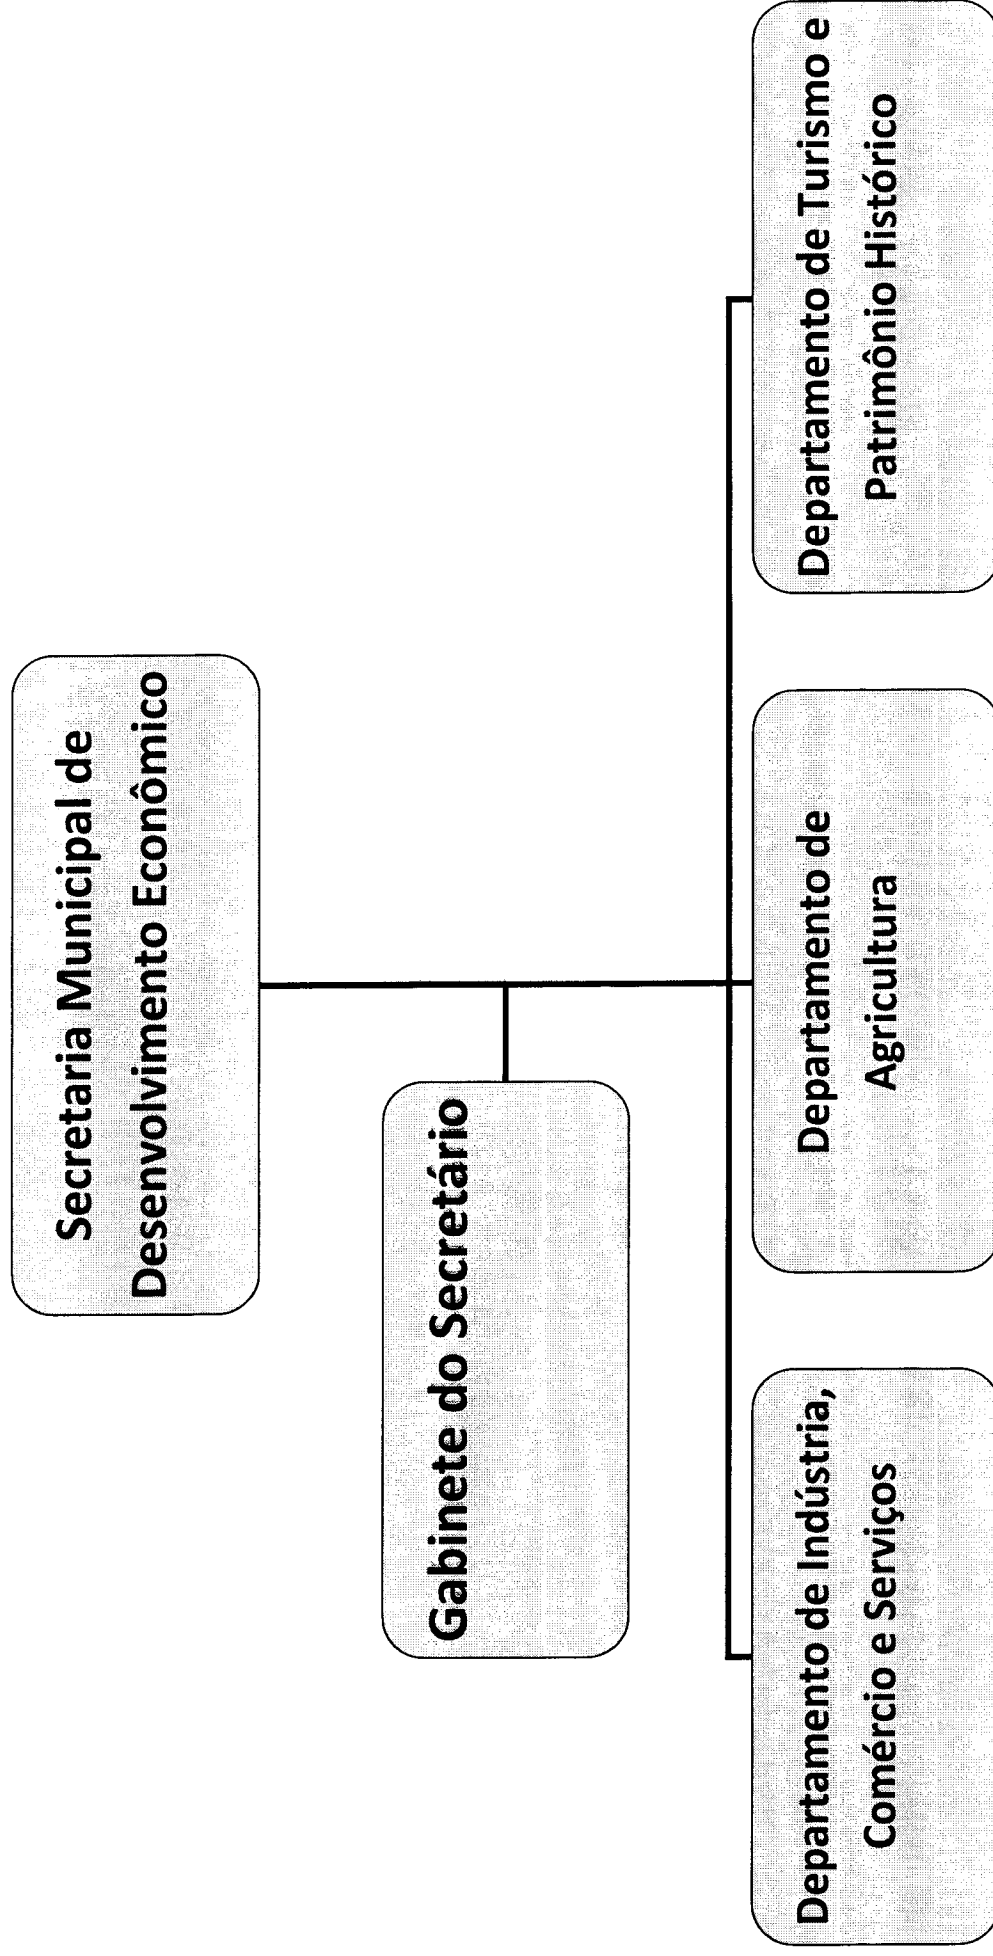 Secretaria Municipal de
Desenvolvimento Econômico
Gabinete do Secretário
Departamento de Indústria,
Comércio e Serviços
Departamento de
Agricultura
Departamento de Turismo e
Patrimônio Histórico